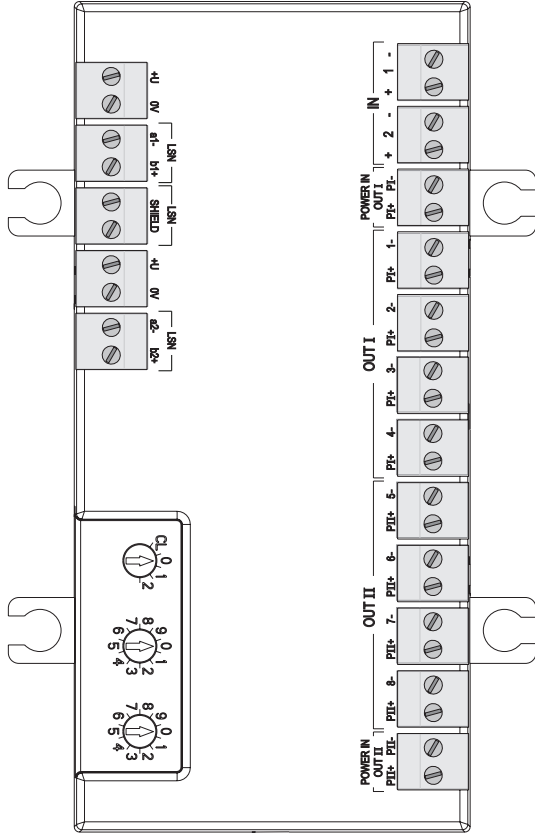 +U 0V
a1- b1+
LSN
SHIELD
LSN
+U 0V
a2- b2+
LSN
CL 0 1 2
9 0 1 2 3 4 5 6 7 8
9 0 1 2 3 4 5 6 7 8
IN
+ 1 -
+ 2 -
POWER IN
OUT I
PI+ PI-
OUT I
PI+ 1-
PI+ 2-
PI+ 3-
PI+ 4-
OUT II
PII+ 5-
PII+ 6-
PII+ 7-
PII+ 8-
POWER IN
OUT II
PII+ PII-